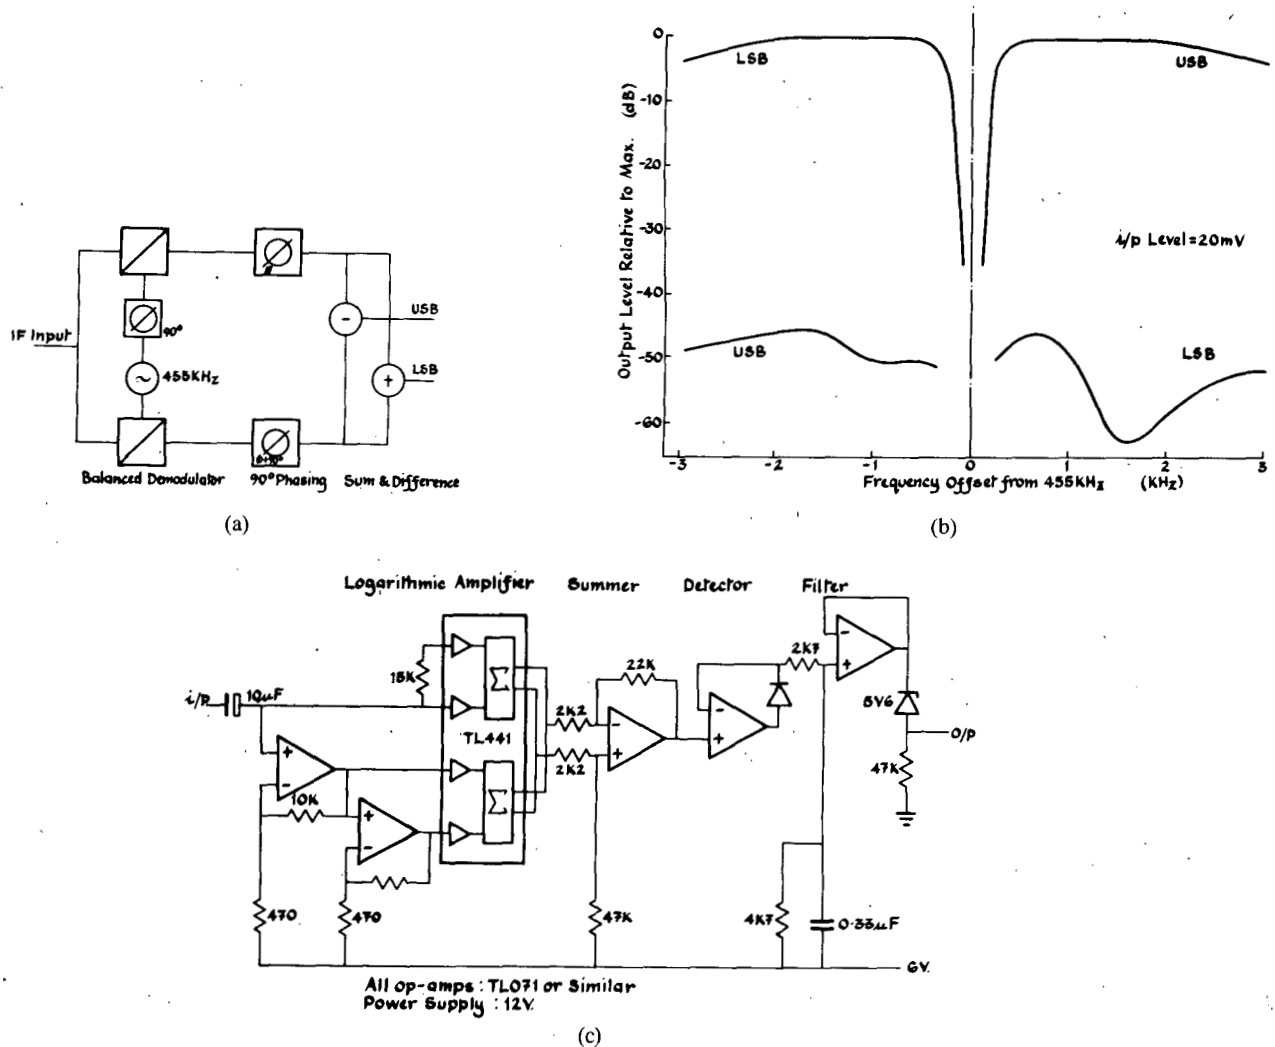 IF Input
90°
455KHz
USB
-
LSB
+
Balanced Demodulator
90° Phasing
Sum & Difference
(a)
Output Level Relative to Max. (dB)
0
-10
-20
-30
-40
-50
-60
LSB
USB
i/p Level=20mV
USB
LSB
-3
-2
-1
0
1
2
3
Frequency Offset from 455KHz (KHz)
(b)
Logarithmic Amplifier
Summer
Detector
Filter
i/p
10uF
15K
TL441
Σ
Σ
+
-
10K
+
-
470
470
2K2
2K2
22K
-
+
47K
-
+
2K7
-
+
5V6
O/P
47K
4K7
0.33uF
6V.
All op-amps : TL071 or Similar
Power Supply : 12V.
(c)